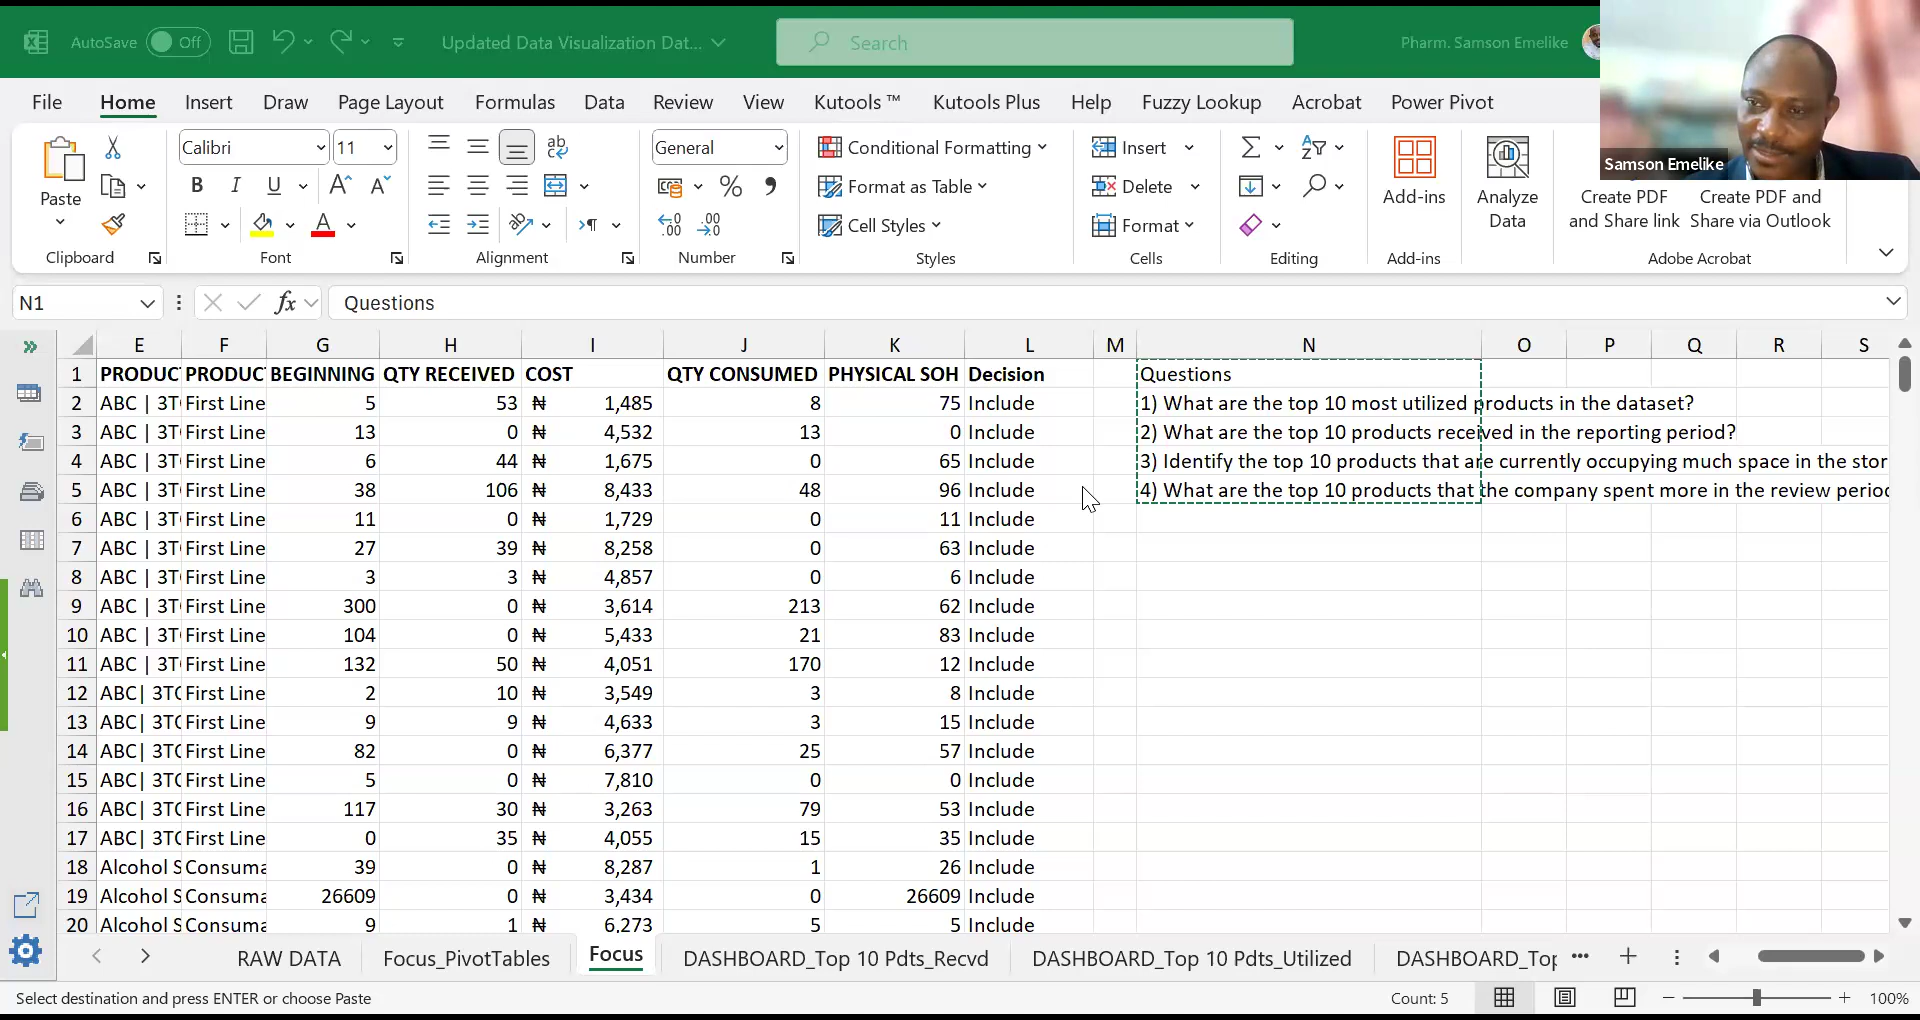 AutoSave Off Updated Data Visualization Dat... Search Pharm. Samson Emelike
File Home Insert Draw Page Layout Formulas Data Review View Kutools ™ Kutools Plus Help Fuzzy Lookup Acrobat Power Pivot
Calibri 11 General Conditional Formatting Insert
Samson Emelike
Paste B I U A A Format as Table Delete Add-ins Analyze Data Create PDF and Share link Create PDF and Share via Outlook
A Cell Styles Format
Clipboard Font Alignment Number Styles Cells Editing Add-ins Adobe Acrobat
N1 fx Questions
E F G H I J K L M N O P Q R S
1 PRODUCT PRODUCT BEGINNING QTY RECEIVED COST QTY CONSUMED PHYSICAL SOH Decision Questions
2 ABC | 3T First Line 5 53 ₦ 1,485 8 75 Include 1) What are the top 10 most utilized products in the dataset?
3 ABC | 3T First Line 13 0 ₦ 4,532 13 0 Include 2) What are the top 10 products received in the reporting period?
4 ABC | 3T First Line 6 44 ₦ 1,675 0 65 Include 3) Identify the top 10 products that are currently occupying much space in the stor
5 ABC | 3T First Line 38 106 ₦ 8,433 48 96 Include 4) What are the top 10 products that the company spent more in the review period
6 ABC | 3T First Line 11 0 ₦ 1,729 0 11 Include
7 ABC | 3T First Line 27 39 ₦ 8,258 0 63 Include
8 ABC | 3T First Line 3 3 ₦ 4,857 0 6 Include
9 ABC | 3T First Line 300 0 ₦ 3,614 213 62 Include
10 ABC | 3T First Line 104 0 ₦ 5,433 21 83 Include
11 ABC | 3T First Line 132 50 ₦ 4,051 170 12 Include
12 ABC| 3TC First Line 2 10 ₦ 3,549 3 8 Include
13 ABC| 3TC First Line 9 9 ₦ 4,633 3 15 Include
14 ABC| 3TC First Line 82 0 ₦ 6,377 25 57 Include
15 ABC| 3TC First Line 5 0 ₦ 7,810 0 0 Include
16 ABC| 3TC First Line 117 30 ₦ 3,263 79 53 Include
17 ABC| 3TC First Line 0 35 ₦ 4,055 15 35 Include
18 Alcohol S Consuma 39 0 ₦ 8,287 1 26 Include
19 Alcohol S Consuma 26609 0 ₦ 3,434 0 26609 Include
20 Alcohol S Consuma 9 1 ₦ 6,273 5 5 Include
RAW DATA Focus_PivotTables Focus DASHBOARD_Top 10 Pdts_Recvd DASHBOARD_Top 10 Pdts_Utilized DASHBOARD_Top ...
Select destination and press ENTER or choose Paste Count: 5 100%